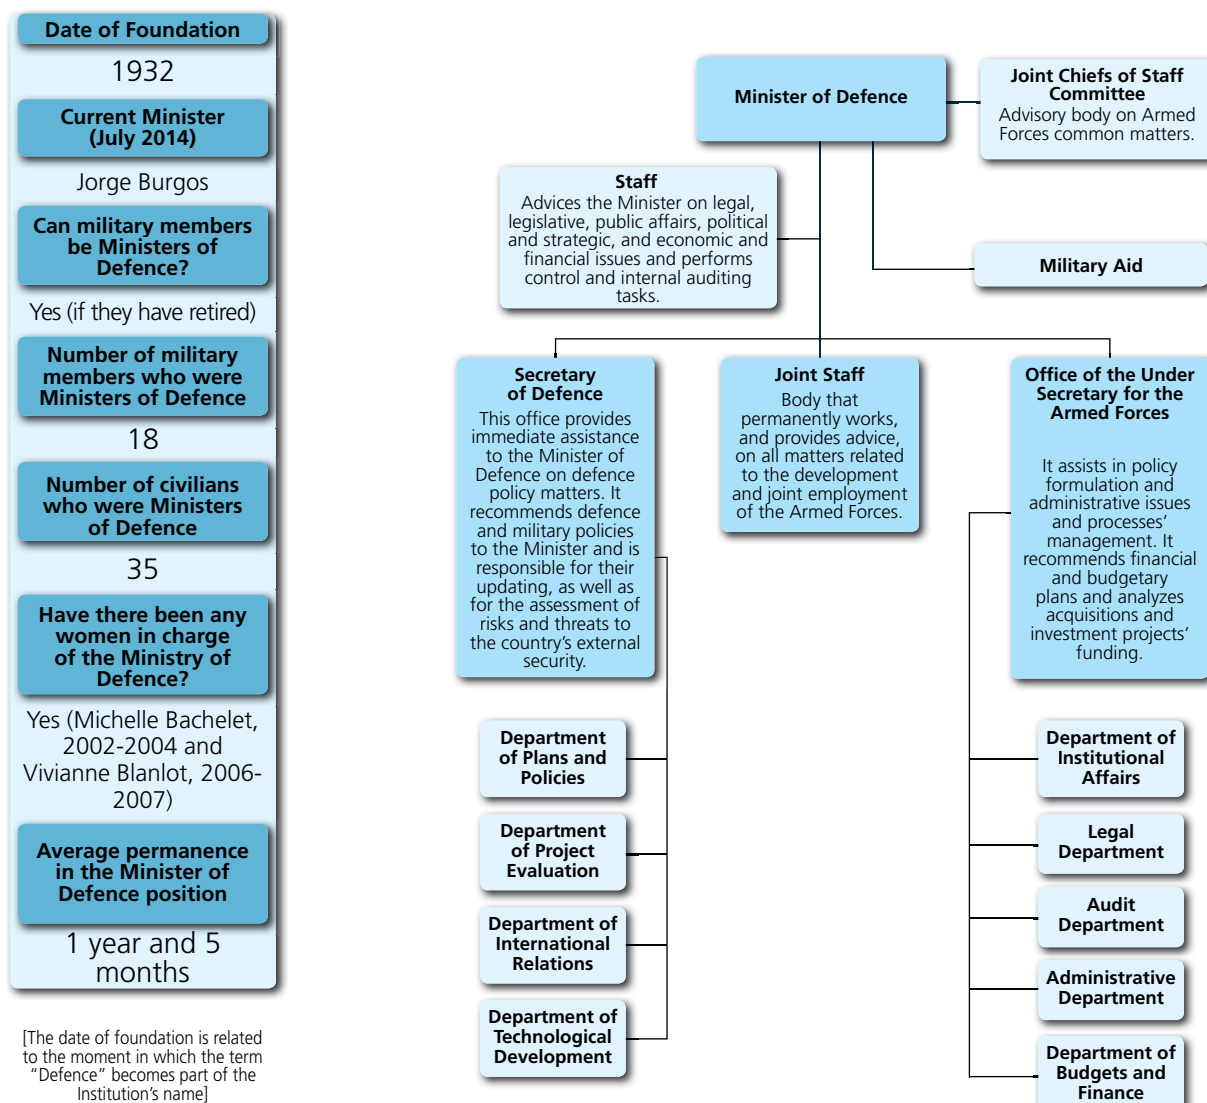 Date of Foundation
1932
Current Minister
(July 2014)
Jorge Burgos
Can military members
be Ministers of
Defence?
Yes (if they have retired)
Number of military
members who were
Ministers of Defence
18
Number of civilians
who were Ministers
of Defence
35
Have there been any
women in charge
of the Ministry of
Defence?
Yes (Michelle Bachelet,
2002-2004 and
Vivianne Blanlot, 2006-
2007)
Average permanence
in the Minister of
Defence position
1 year and 5
months
[The date of foundation is related
to the moment in which the term
“Defence” becomes part of the
Institution’s name]
Minister of Defence
Joint Chiefs of Staff
Committee
Advisory body on Armed
Forces common matters.
Staff
Advices the Minister on legal,
legislative, public affairs, political
and strategic, and economic and
financial issues and performs
control and internal auditing
tasks.
Military Aid
Secretary
of Defence
This office provides
immediate assistance
to the Minister of
Defence on defence
policy matters. It
recommends defence
and military policies
to the Minister and is
responsible for their
updating, as well as
for the assessment of
risks and threats to
the country’s external
security.
Joint Staff
Body that
permanently works,
and provides advice,
on all matters related
to the development
and joint employment
of the Armed Forces.
Office of the Under
Secretary for the
Armed Forces
It assists in policy
formulation and
administrative issues
and processes’
management. It
recommends financial
and budgetary
plans and analyzes
acquisitions and
investment projects’
funding.
Department
of Plans and
Policies
Department
of Project
Evaluation
Department of
International
Relations
Department of
Technological
Development
Department of
Institutional
Affairs
Legal
Department
Audit
Department
Administrative
Department
Department of
Budgets and
Finance